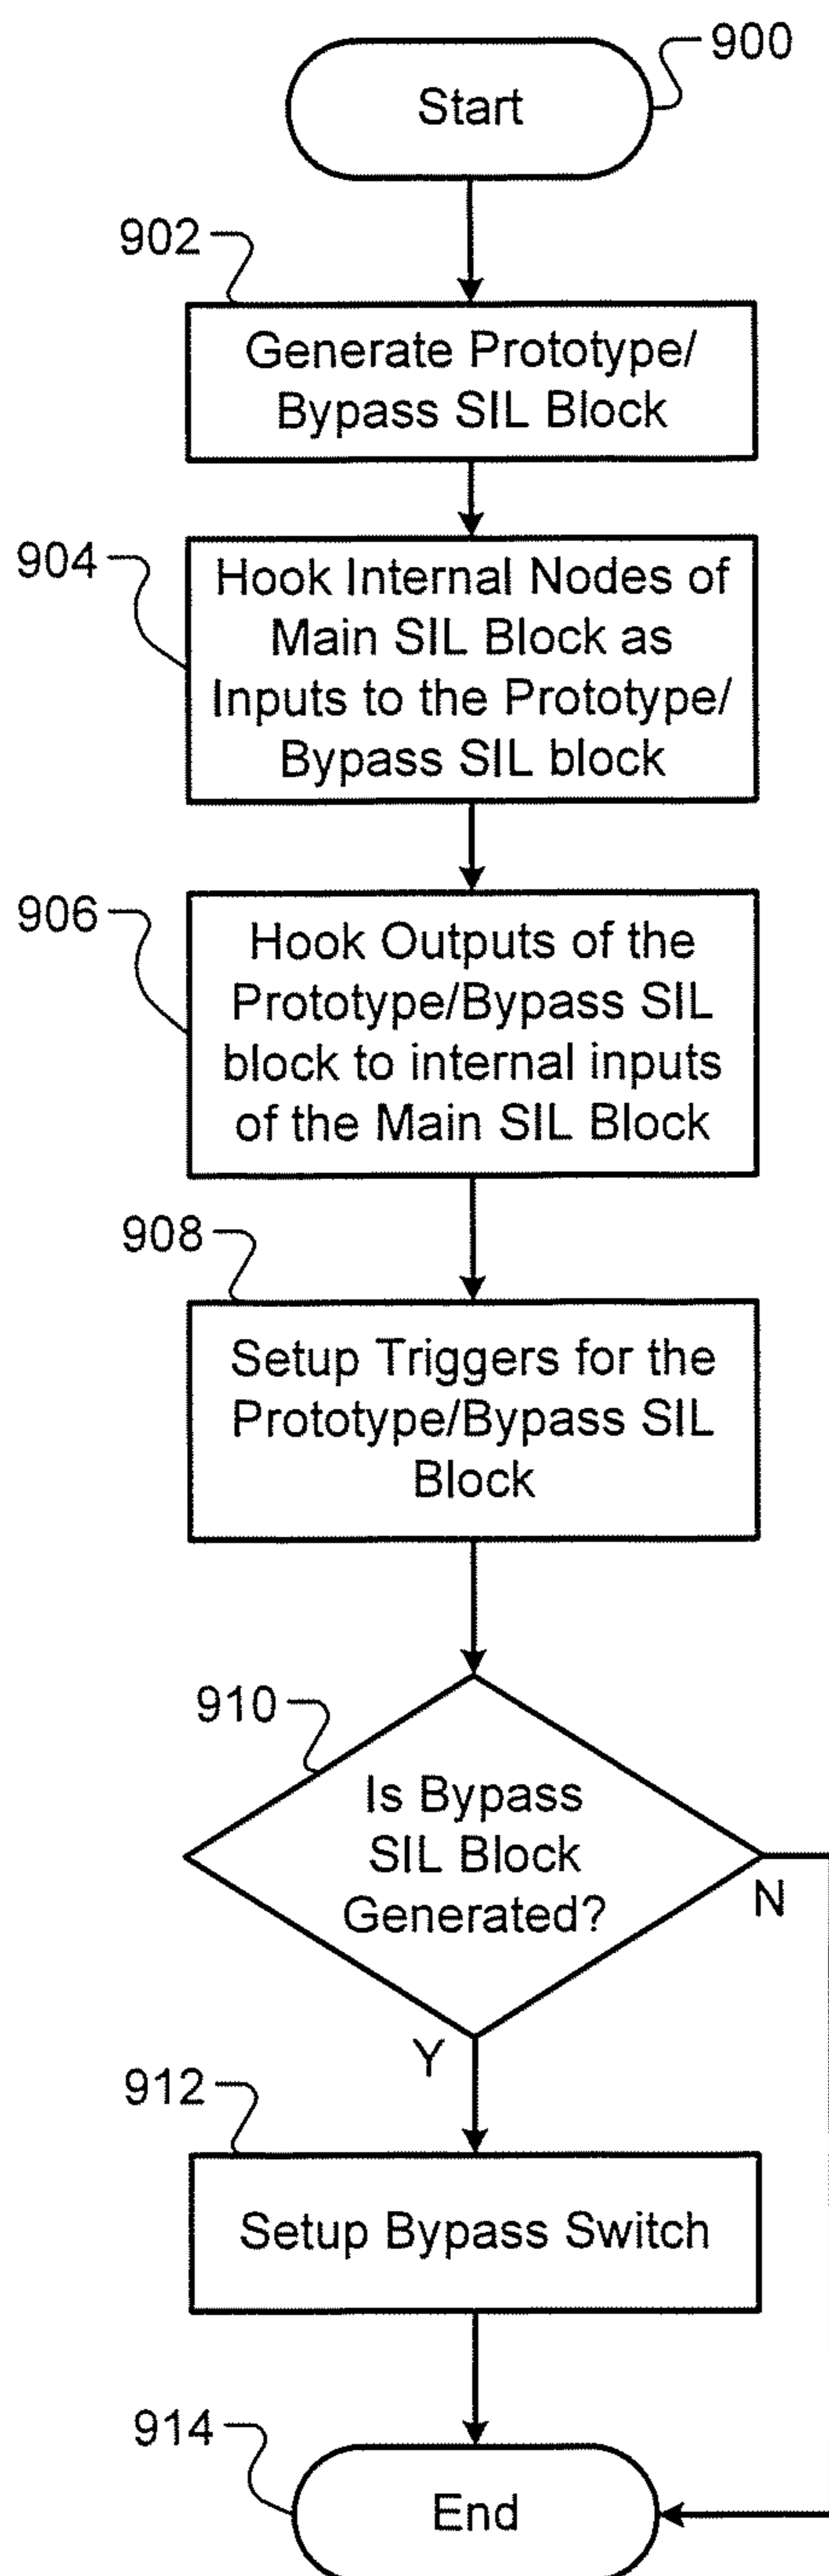 900
Start
902
Generate Prototype/
Bypass SIL Block
904
Hook Internal Nodes of
Main SIL Block as
Inputs to the Prototype/
Bypass SIL block
906
Hook Outputs of the
Prototype/Bypass SIL
block to internal inputs
of the Main SIL Block
908
Setup Triggers for the
Prototype/Bypass SIL
Block
910
Is Bypass
SIL Block
Generated?
N
Y
912
Setup Bypass Switch
914
End